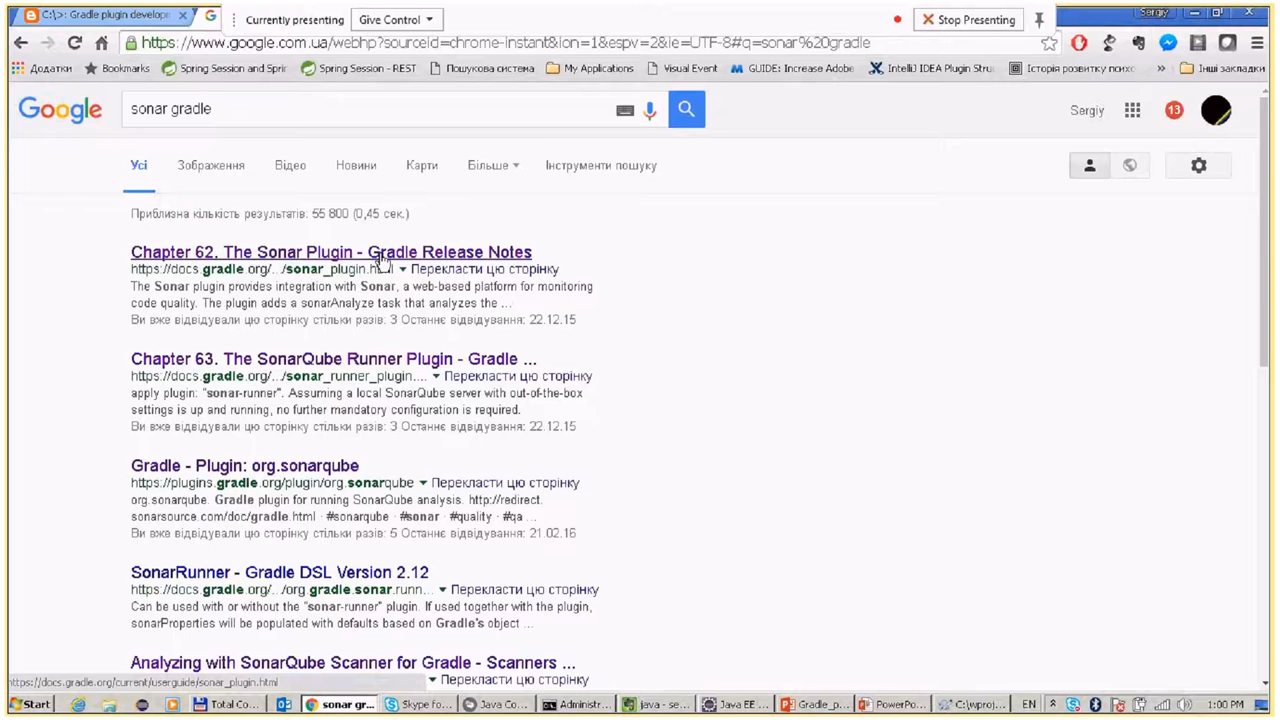 C:\>: Gradle plugin develop
Currently presenting
Give Control
Stop Presenting
Sergiy
https://www.google.com.ua/webhp?sourceid=chrome-instant&ion=1&espv=2&ie=UTF-8#q=sonar%20gradle
Додатки
Bookmarks
Spring Session and Sprir
Spring Session - REST
Пошукова система
My Applications
Visual Event
GUIDE: Increase Adobe
IntelliJ IDEA Plugin Stru
Історія розвитку психс
»
Інші закладки
Google
sonar gradle
Sergiy
13
Усі
Зображення
Відео
Новини
Карти
Більше
Інструменти пошуку
Приблизна кількість результатів: 55 800 (0,45 сек.)
Chapter 62. The Sonar Plugin - Gradle Release Notes
https://docs.gradle.org/.../sonar_plugin.html Перекласти цю сторінку
The Sonar plugin provides integration with Sonar, a web-based platform for monitoring
code quality. The plugin adds a sonarAnalyze task that analyzes the ...
Ви вже відвідували цю сторінку стільки разів: 3 Останнє відвідування: 22.12.15
Chapter 63. The SonarQube Runner Plugin - Gradle ...
https://docs.gradle.org/.../sonar_runner_plugin.... Перекласти цю сторінку
apply plugin: "sonar-runner". Assuming a local SonarQube server with out-of-the-box
settings is up and running, no further mandatory configuration is required.
Ви вже відвідували цю сторінку стільки разів: 3 Останнє відвідування: 22.12.15
Gradle - Plugin: org.sonarqube
https://plugins.gradle.org/plugin/org.sonarqube Перекласти цю сторінку
org.sonarqube. Gradle plugin for running SonarQube analysis. http://redirect.
sonarsource.com/doc/gradle.html · #sonarqube · #sonar · #quality · #qa ...
Ви вже відвідували цю сторінку стільки разів: 5 Останнє відвідування: 21.02.16
SonarRunner - Gradle DSL Version 2.12
https://docs.gradle.org/.../org.gradle.sonar.runn... Перекласти цю сторінку
Can be used with or without the "sonar-runner" plugin. If used together with the plugin,
sonarProperties will be populated with defaults based on Gradle's object ...
Analyzing with SonarQube Scanner for Gradle - Scanners ...
Перекласти цю сторінку
https://docs.gradle.org/current/userguide/sonar_plugin.html
Start
Total Co...
sonar gr...
Skype fo...
Java Co...
Administr...
java - se...
Java EE ...
Gradle_p...
PowerPo...
C:\wproj...
EN
1:00 PM